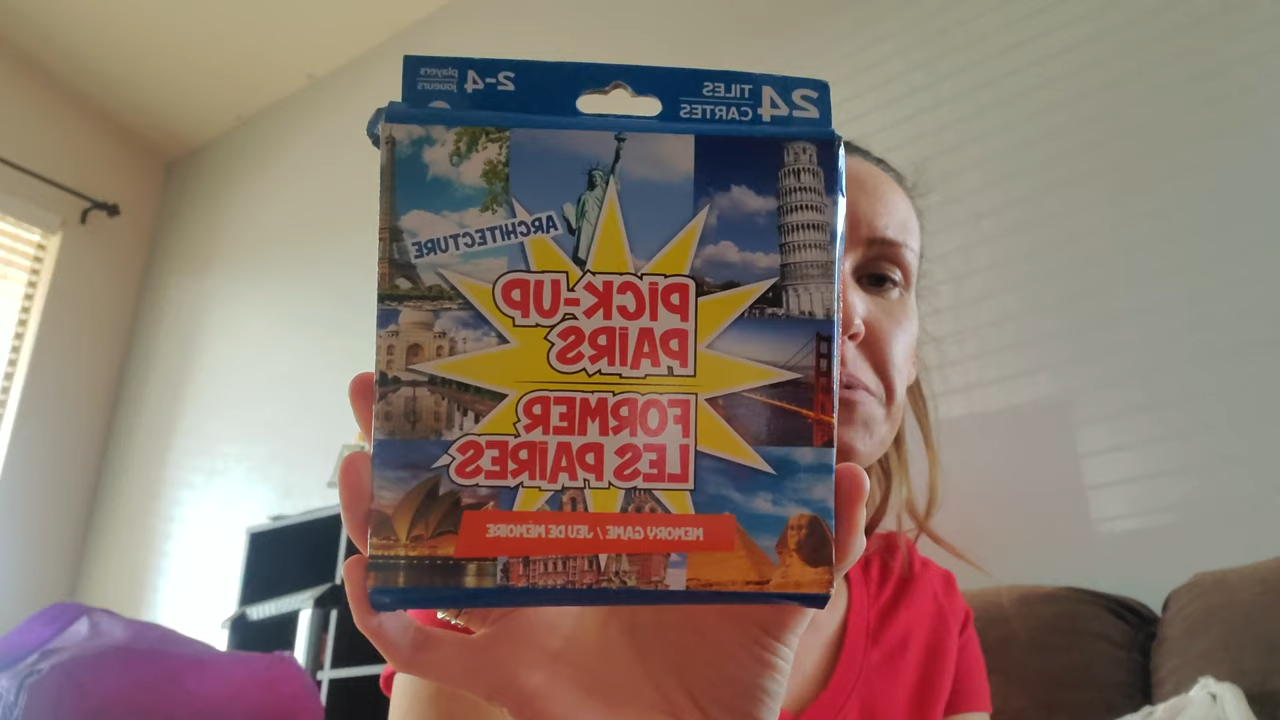 24 TILES
CARTES
2-4 players
joueurs
ARCHITECTURE
PiCK-UP
PAiRS
FORMER
LES PAiRES
MEMORY GAME / JEU DE MÉMOIRE